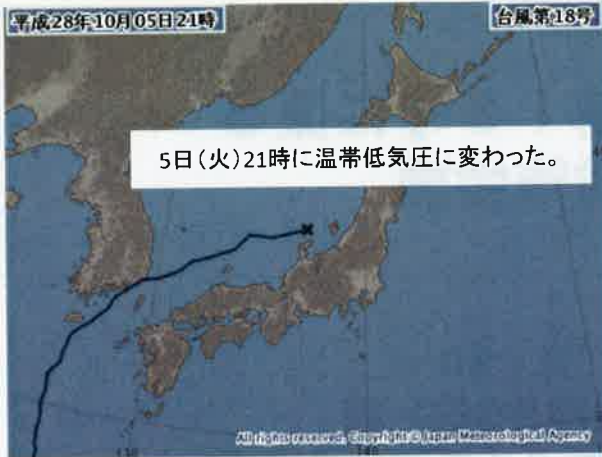 平成28年10月05日21時
台風第18号
5日(火)21時に温帯低気圧に変わった。
130
140
All rights reserved. Copyright © Japan Meteorological Agency